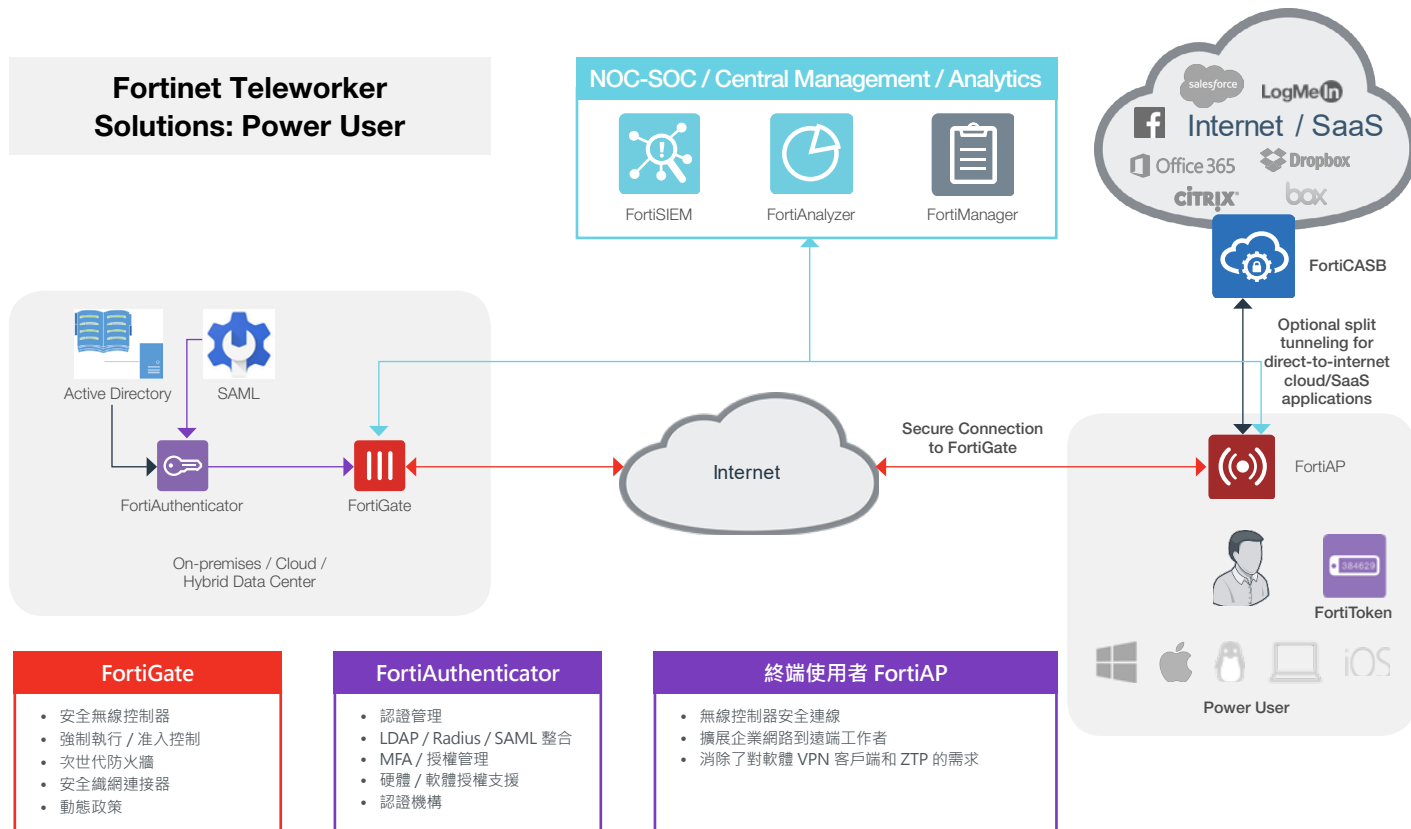 Fortinet Teleworker
Solutions: Power User
NOC-SOC / Central Management / Analytics
FortiSIEM
FortiAnalyzer
FortiManager
salesforce
LogMeIn
Internet / SaaS
Office 365
Dropbox
CITRIX
box
FortiCASB
Optional split
tunneling for
direct-to-internet
cloud/SaaS
applications
Active Directory
SAML
FortiAuthenticator
FortiGate
On-premises / Cloud /
Hybrid Data Center
Internet
Secure Connection
to FortiGate
FortiAP
384629
FortiToken
iOS
Power User
FortiGate
• 安全無線控制器
• 強制執行 / 准入控制
• 次世代防火牆
• 安全織網連接器
• 動態政策
FortiAuthenticator
• 認證管理
• LDAP / Radius / SAML 整合
• MFA / 授權管理
• 硬體 / 軟體授權支援
• 認證機構
終端使用者 FortiAP
• 無線控制器安全連線
• 擴展企業網路到遠端工作者
• 消除了對軟體 VPN 客戶端和 ZTP 的需求